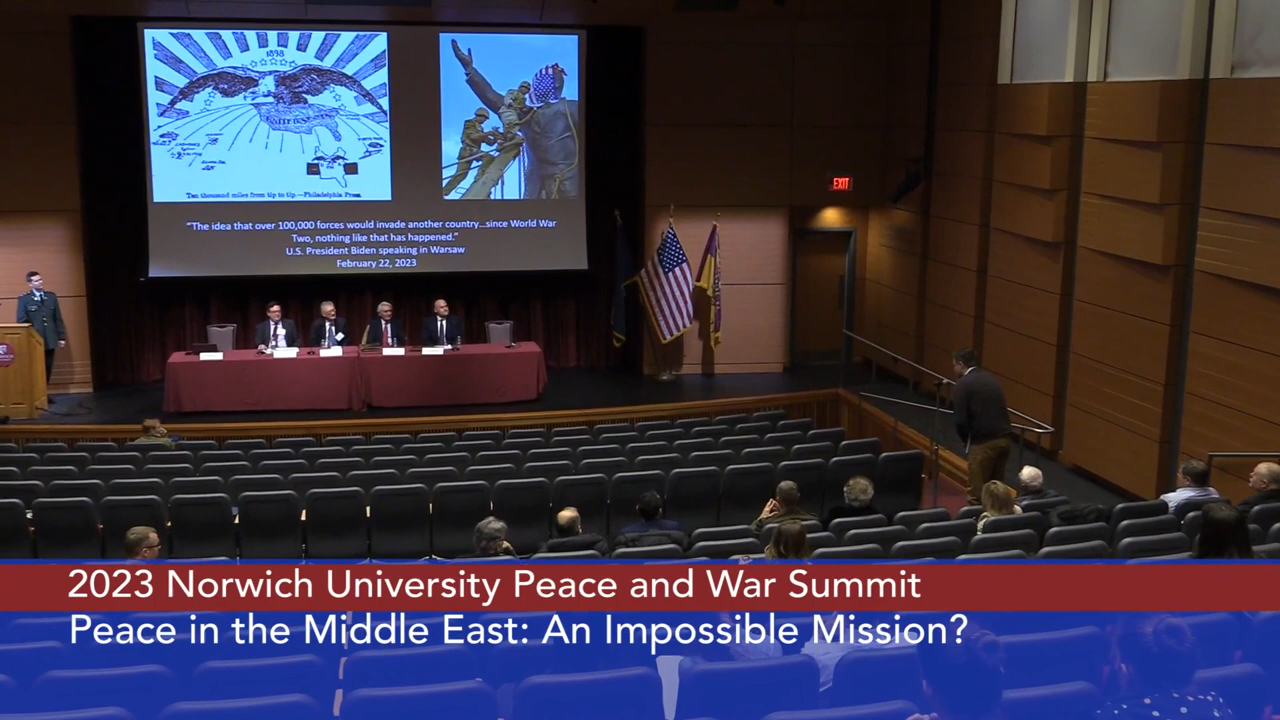 1898
Ten thousand miles from tip to tip.—Philadelphia Press.
"The idea that over 100,000 forces would invade another country...since World War
Two, nothing like that has happened."
U.S. President Biden speaking in Warsaw
February 22, 2023
EXIT
2023 Norwich University Peace and War Summit
Peace in the Middle East: An Impossible Mission?